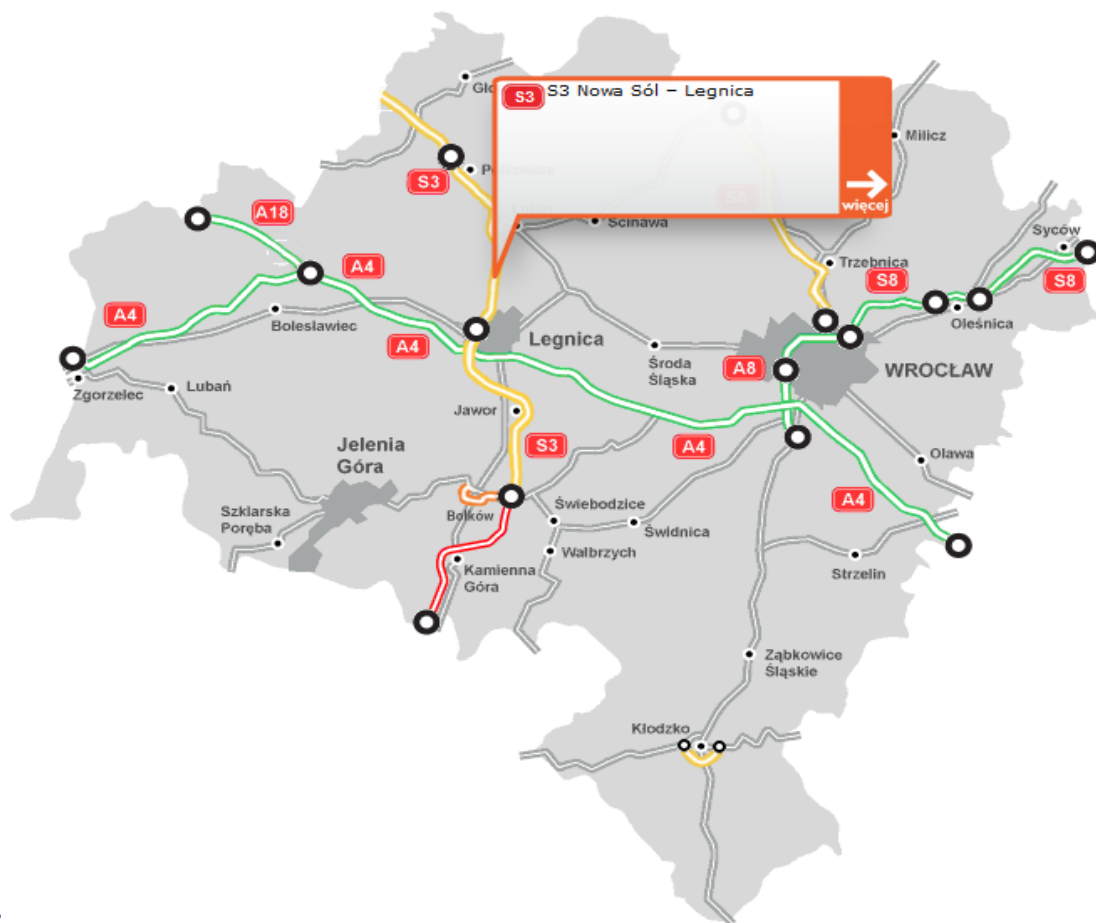 S3 S3 Nowa Sól – Legnica
więcej
Milicz
S3
Ścinawa
A18
Syców
Trzebnica
A4
S8
S8
A4
Bolesławiec
Oleśnica
Legnica
A4
Środa
Śląska
A8
WROCŁAW
Zgorzelec
Lubań
Jawor
Jelenia
Góra
S3
A4
Oława
Szklarska
Poręba
Bolków
Świebodzice
Świdnica
A4
Wałbrzych
Kamienna
Góra
Strzelin
Ząbkowice
Śląskie
Kłodzko